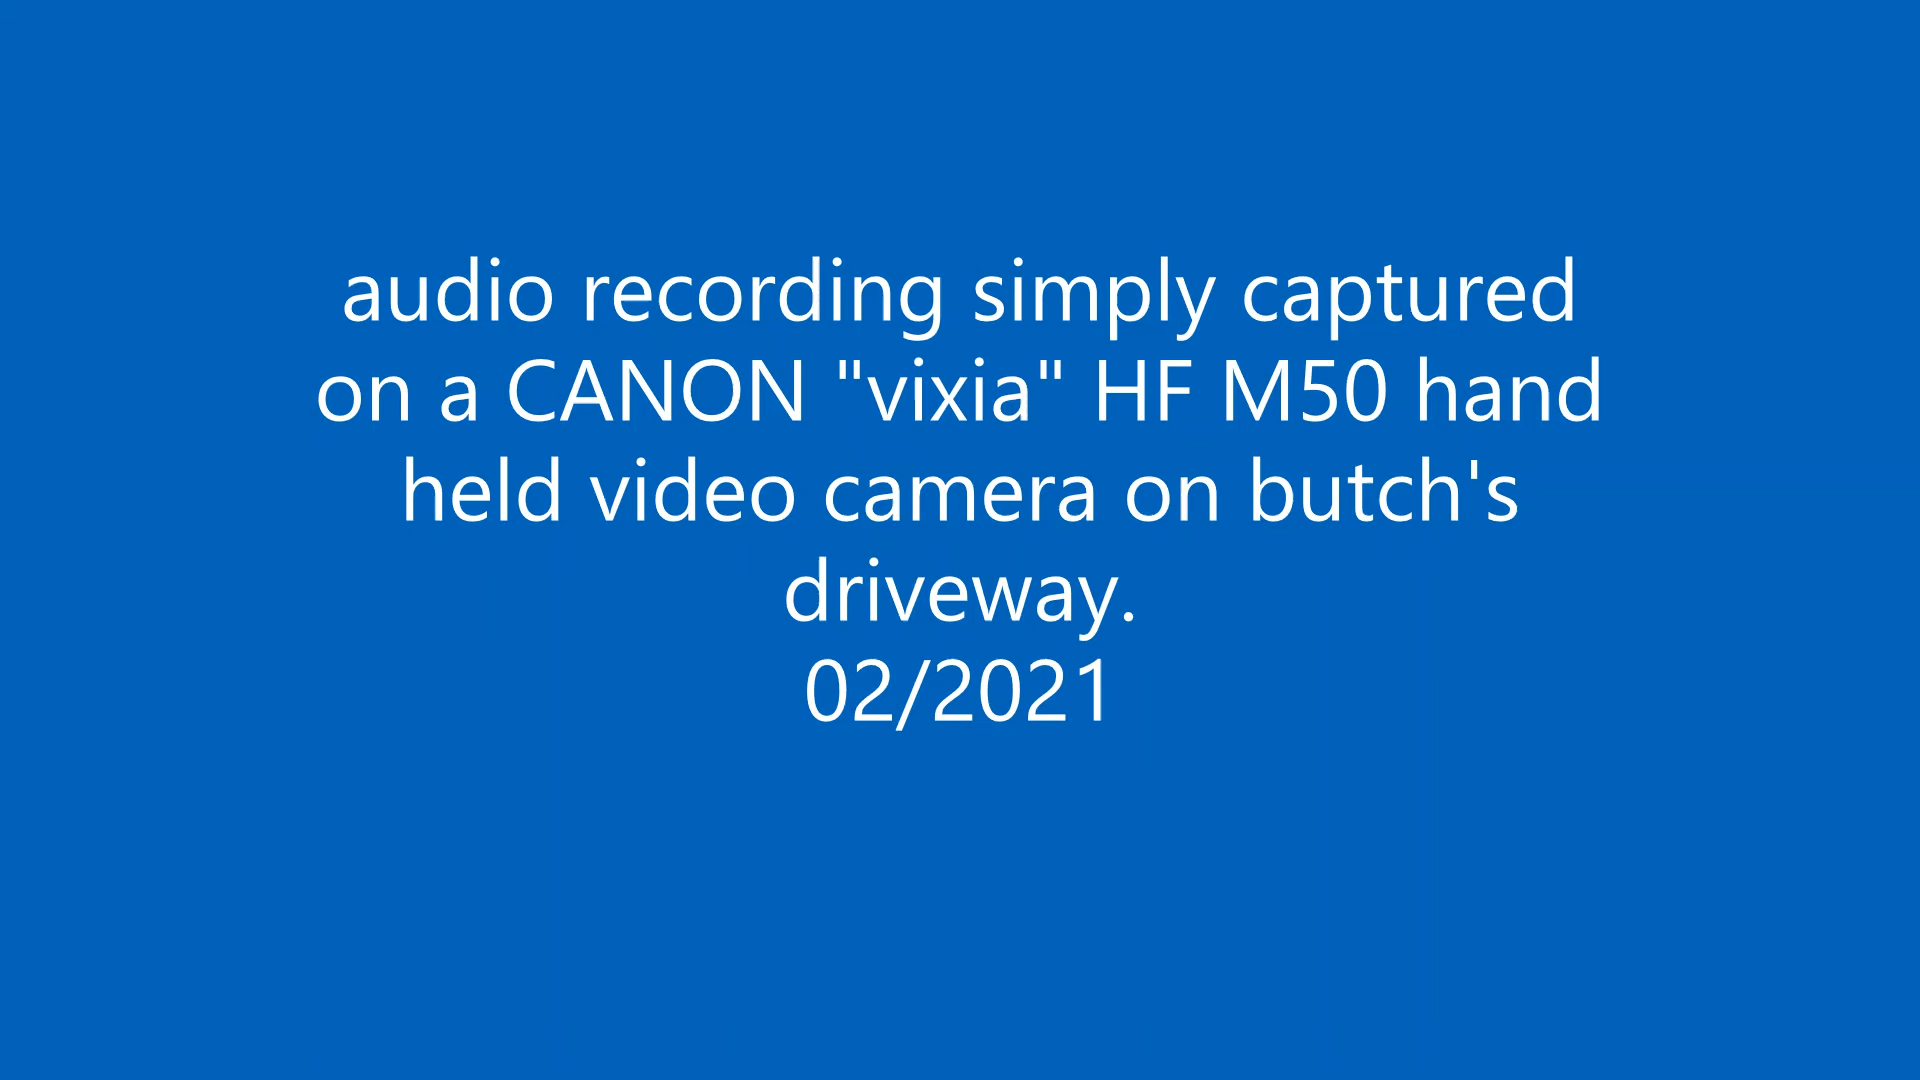 audio recording simply captured
on a CANON "vixia" HF M50 hand
held video camera on butch's
driveway.
02/2021